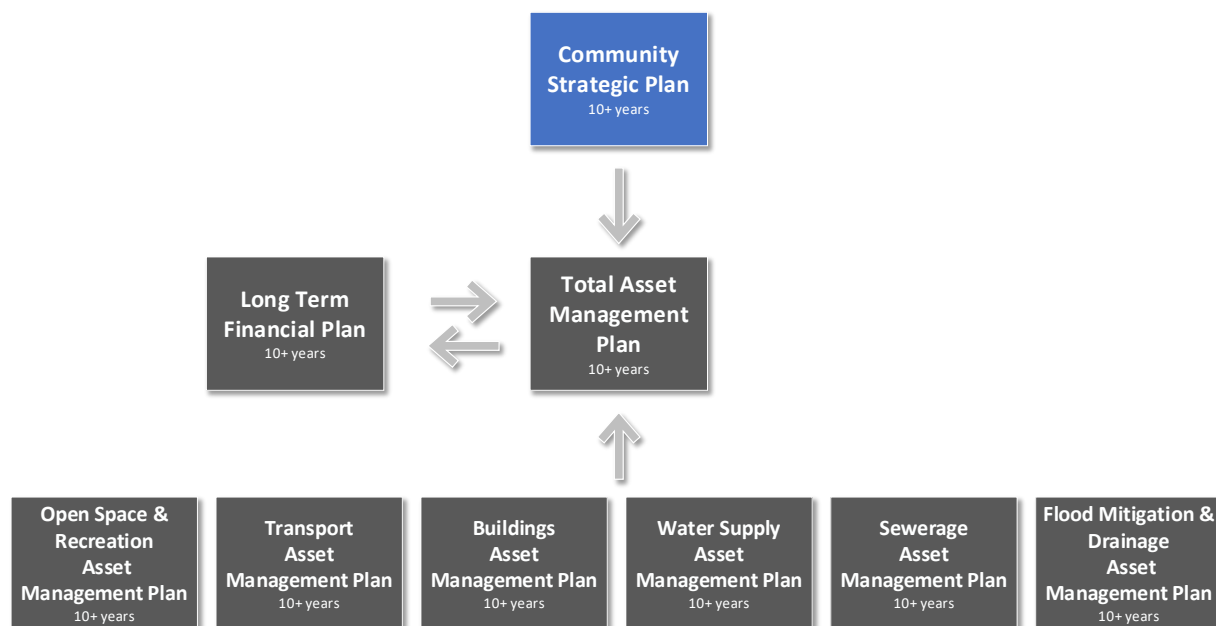 Community
Strategic Plan
10+ years
Long Term
Financial Plan
10+ years
Total Asset
Management
Plan
10+ years
Open Space &
Recreation
Asset
Management Plan
10+ years
Transport
Asset
Management Plan
10+ years
Buildings
Asset
Management Plan
10+ years
Water Supply
Asset
Management Plan
10+ years
Sewerage
Asset
Management Plan
10+ years
Flood Mitigation &
Drainage
Asset
Management Plan
10+ years